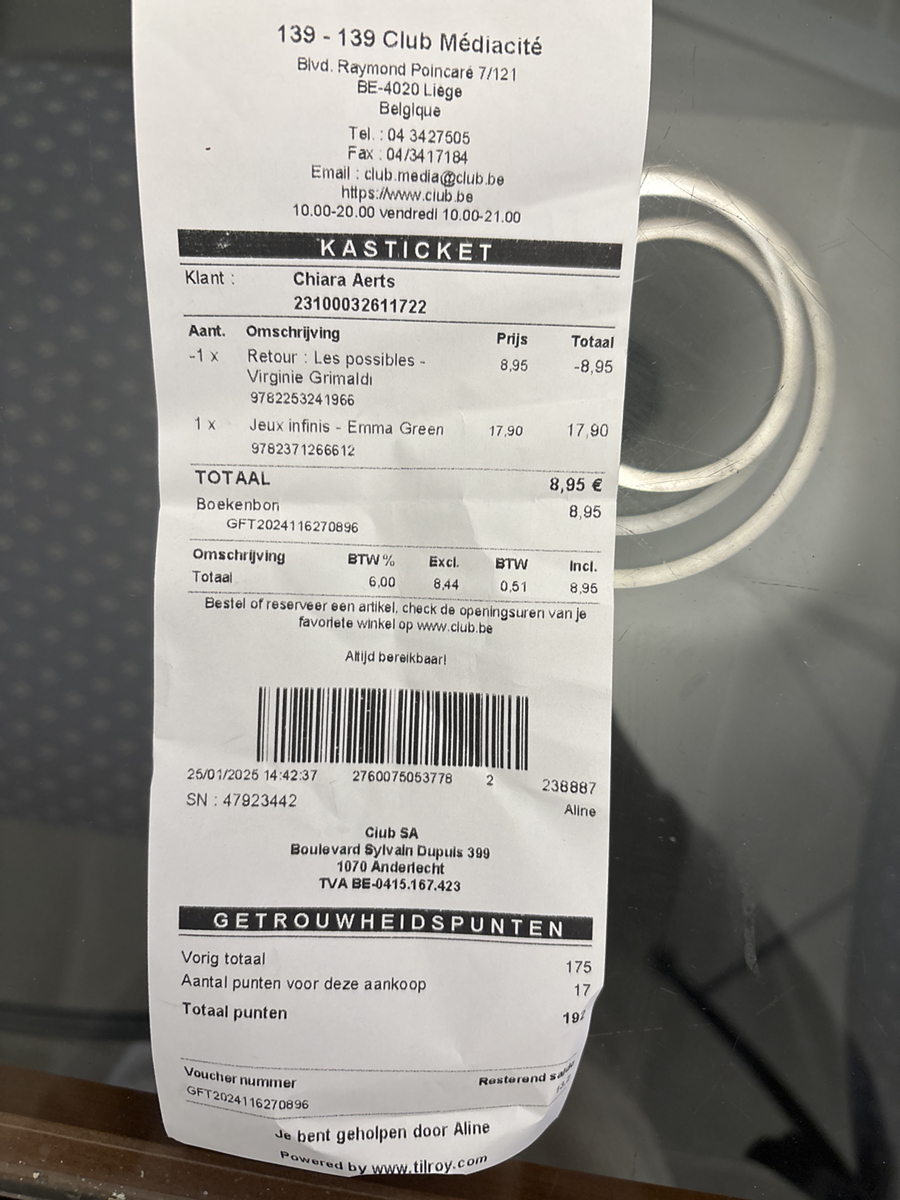 139 - 139 Club Médiacité
Blvd. Raymond Poincaré 7/121
BE-4020 Liège
Belgique
Tel. : 04 3427505
Fax : 04/3417184
Email : club.media@club.be
https://www.club.be
10.00-20.00 vendredi 10.00-21.00
KASTICKET
Klant : Chiara Aerts
23100032611722
Aant. Omschrijving Prijs Totaal
-1 x Retour : Les possibles - 8,95 -8,95
Virginie Grimaldi
9782253241966
1 x Jeux infinis - Emma Green 17,90 17,90
9782371266612
TOTAAL 8,95 €
Boekenbon 8,95
GFT2024116270896
Omschrijving BTW % Excl. BTW Incl.
Totaal 6,00 8,44 0,51 8,95
Bestel of reserveer een artikel, check de openingsuren van je
favoriete winkel op www.club.be
Altijd bereikbaar!
25/01/2025 14:42:37 2760075053778 2 238887
SN : 47923442 Aline
Club SA
Boulevard Sylvain Dupuis 399
1070 Anderlecht
TVA BE-0415.167.423
GETROUWHEIDSPUNTEN
Vorig totaal 175
Aantal punten voor deze aankoop 17
Totaal punten 192
Voucher nummer Resterend
GFT2024116270896
Je bent geholpen door Aline
Powered by www.tilroy.com